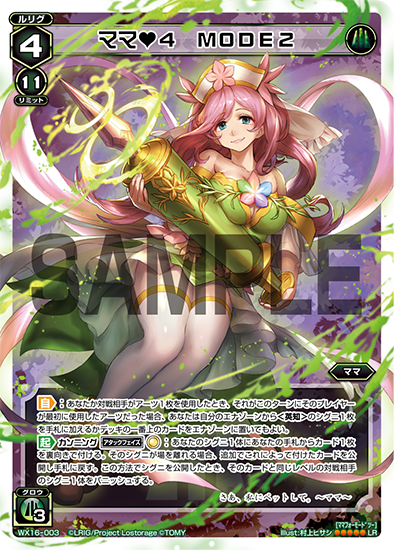 ルリグ
4
ママ♥4 MODE2
11
リミット
SAMPLE
ママ
自：あなたか対戦相手がアーツ1枚を使用したとき、それがこのターンにそのプレイヤー
が最初に使用したアーツだった場合、あなたは自分のエナゾーンから＜英知＞のシグニ1枚
を手札に加えるかデッキの一番上のカードをエナゾーンに置いてもよい。
起 カンニング アタックフェイズ ：あなたのシグニ1体にあなたの手札からカード1枚
を裏向きで付ける。そのシグニが場を離れる場合、追加でこれによって付けたカードを公
開し手札に戻す。この方法でシグニを公開したとき、そのカードと同じレベルの対戦相手
のシグニ1体をバニッシュする。
さぁ、私にベットして。～ママ～
グロウ
3
[ママフォーモードツー]
WX16-003 ©LRIG/Project Lostorage ©TOMY Illust:村上ヒサシ LR